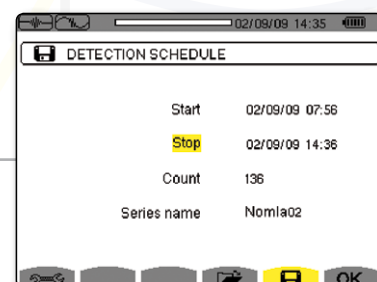 02/09/09 14:35
DETECTION SCHEDULE
Start 02/09/09 07:56
Stop 02/09/09 14:36
Count 136
Series name Nomla02
OK